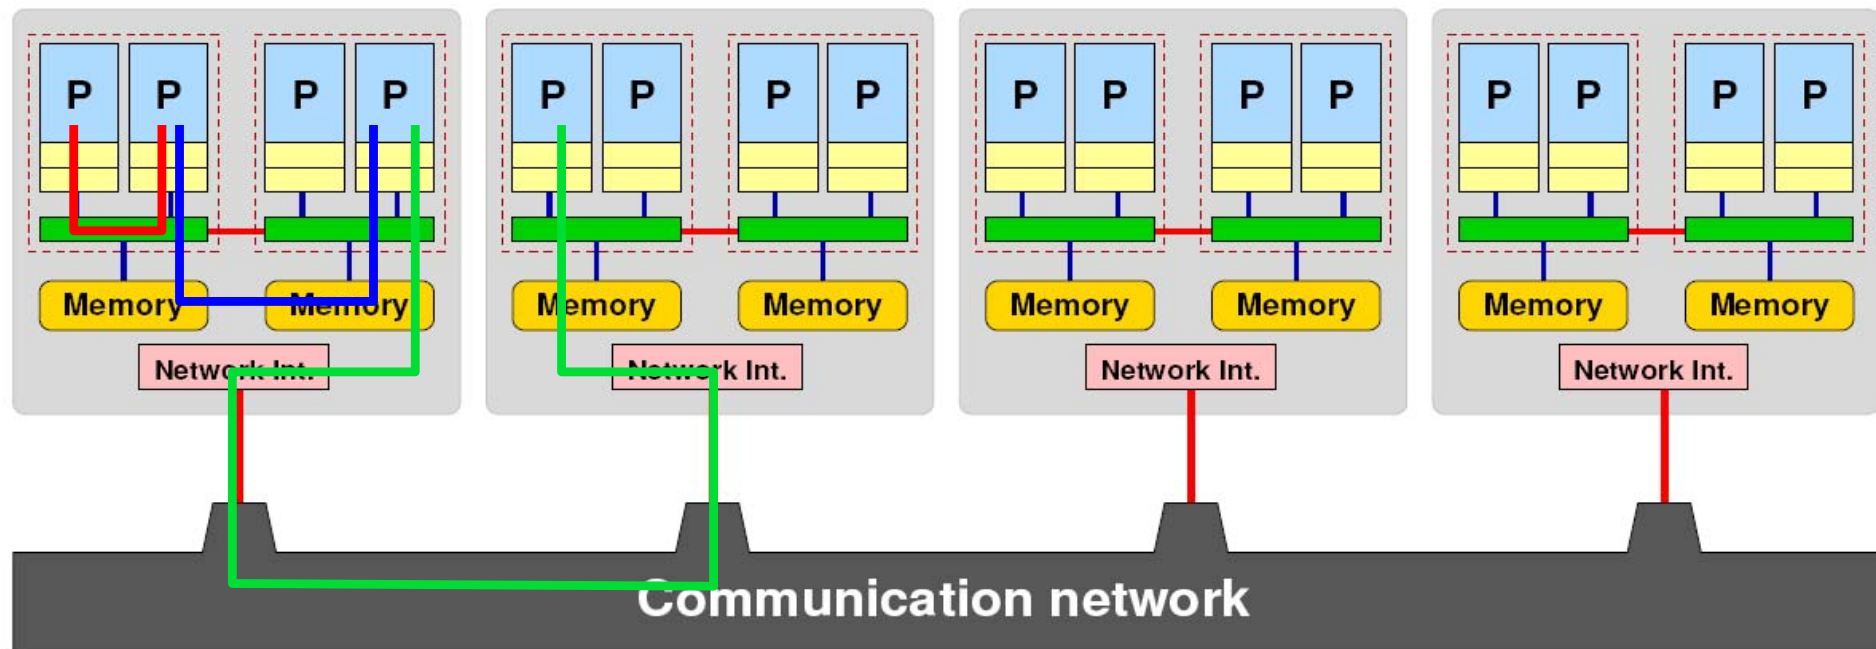 P P P P P P P P P P P P P P P P
Memory Memory Memory Memory Memory Memory Memory Memory
Network Int. Network Int. Network Int. Network Int.
Communication network